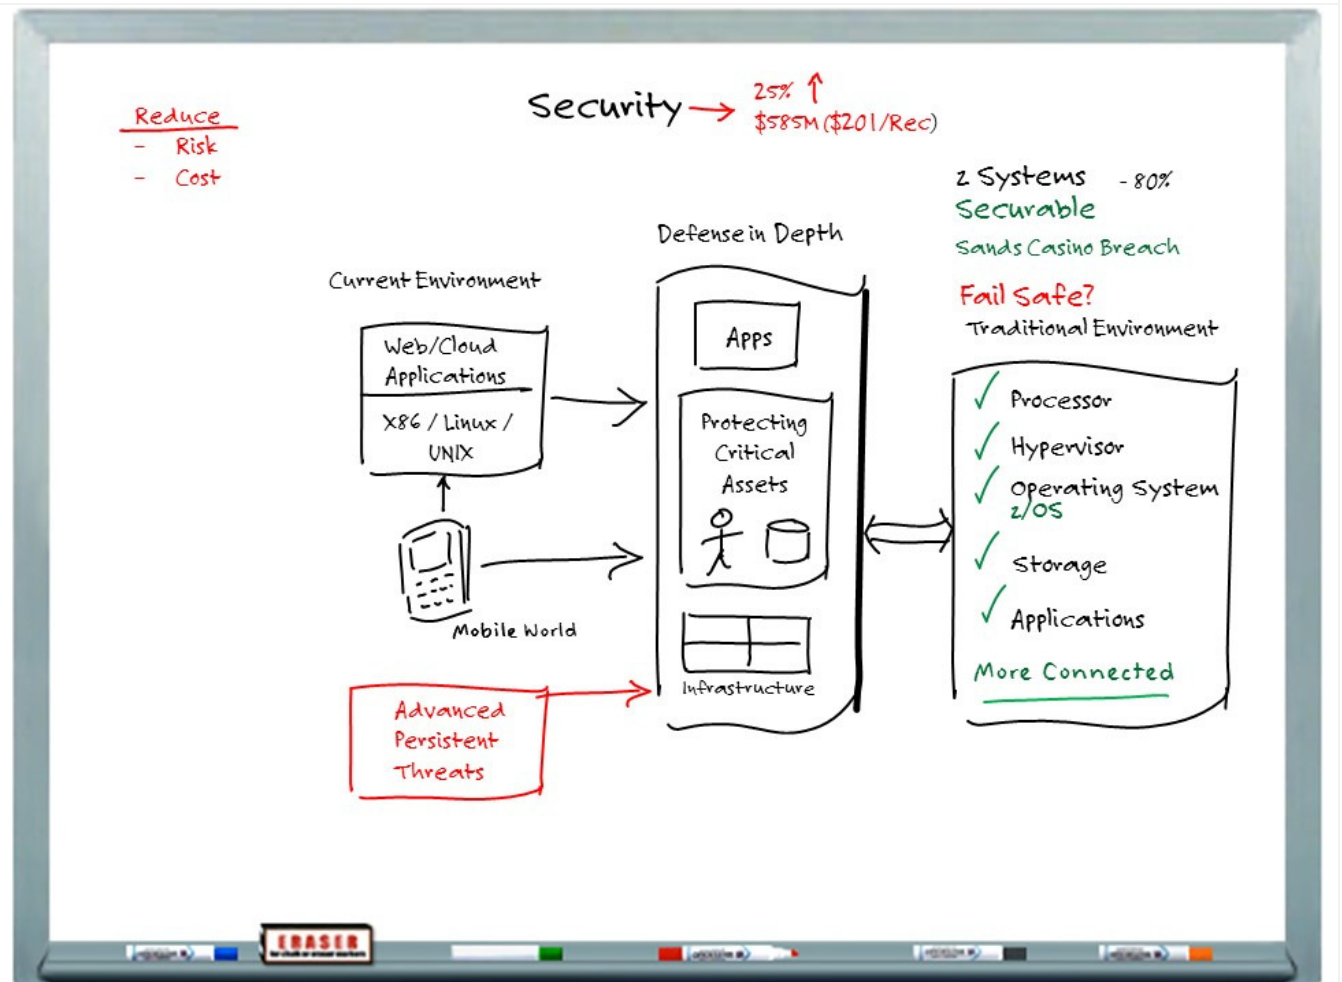 Security → 25% ↑
$585M ($201/Rec)
Reduce
- Risk
- Cost
z Systems - 80%
Securable
Sands Casino Breach
Fail Safe?
Traditional Environment
Defense in Depth
Current Environment
Web/Cloud
Applications
X86 / Linux /
UNIX
Mobile World
Advanced
Persistent
Threats
Apps
Protecting
Critical
Assets
Infrastructure
✓ Processor
✓ Hypervisor
✓ Operating System
z/OS
✓ Storage
✓ Applications
More Connected
ERASER